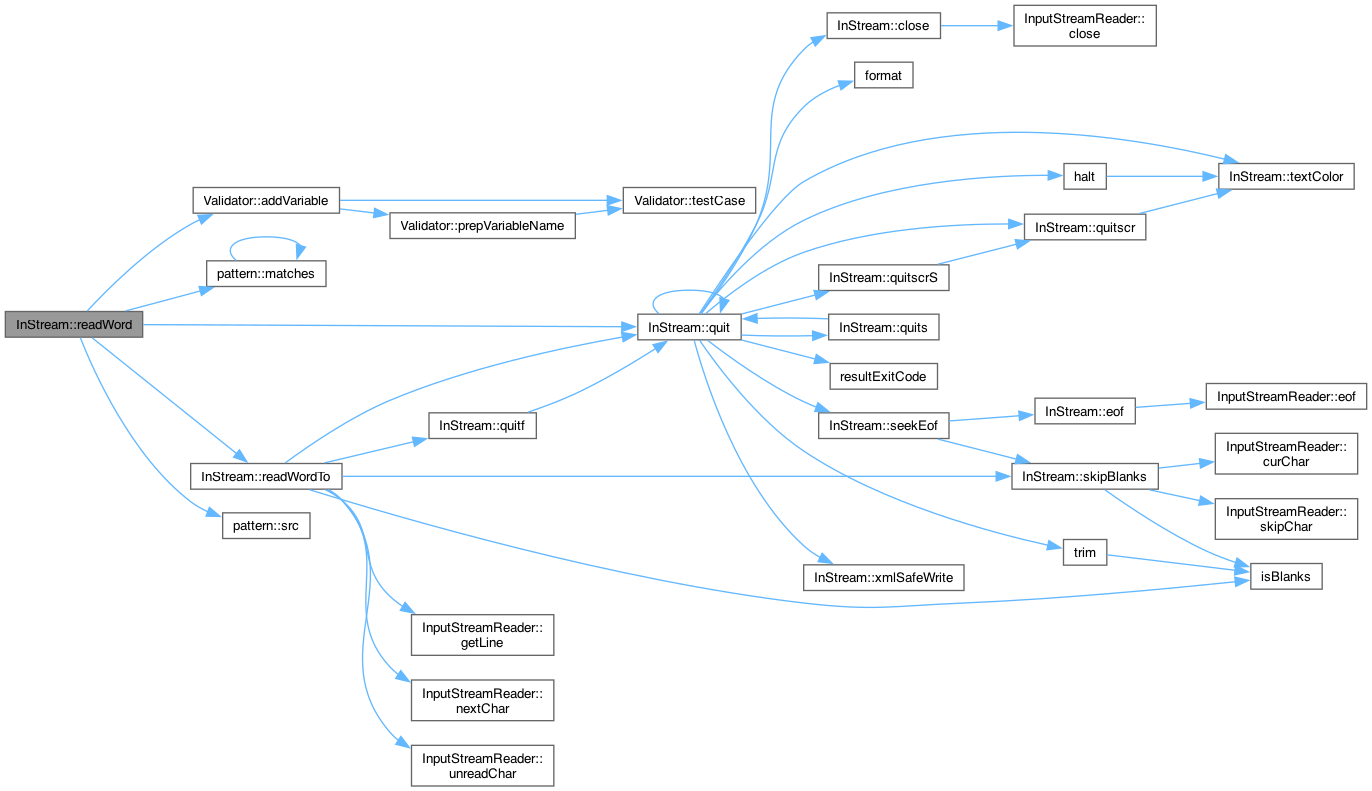 InStream::close
InputStreamReader::
close
format
InStream::textColor
halt
Validator::addVariable
Validator::testCase
Validator::prepVariableName
InStream::quitscr
pattern::matches
InStream::quitscrS
InStream::readWord
InStream::quit
InStream::quits
resultExitCode
InputStreamReader::eof
InStream::eof
InStream::quitf
InStream::seekEof
InputStreamReader::
curChar
InStream::readWordTo
InStream::skipBlanks
InputStreamReader::
skipChar
pattern::src
trim
InStream::xmlSafeWrite
isBlanks
InputStreamReader::
getLine
InputStreamReader::
nextChar
InputStreamReader::
unreadChar